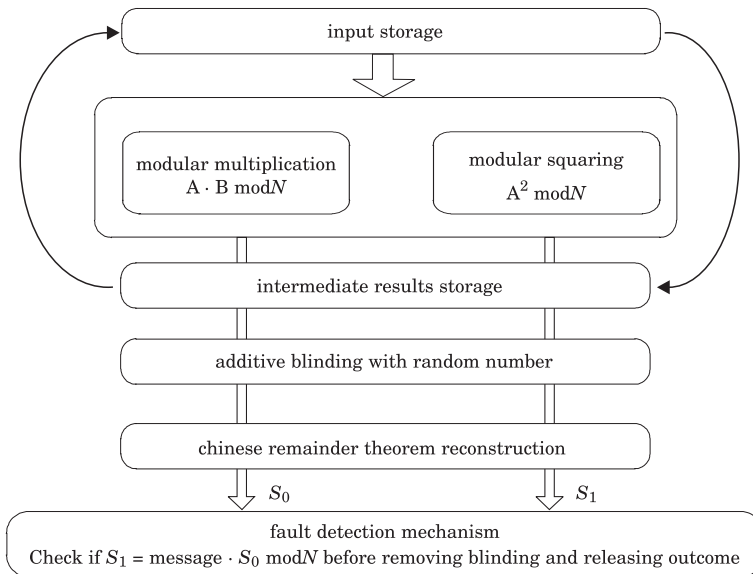 input storage
modular multiplication
A · B modN
modular squaring
A² modN
intermediate results storage
additive blinding with random number
chinese remainder theorem reconstruction
S₀
S₁
fault detection mechanism
Check if S₁ = message · S₀ modN before removing blinding and releasing outcome